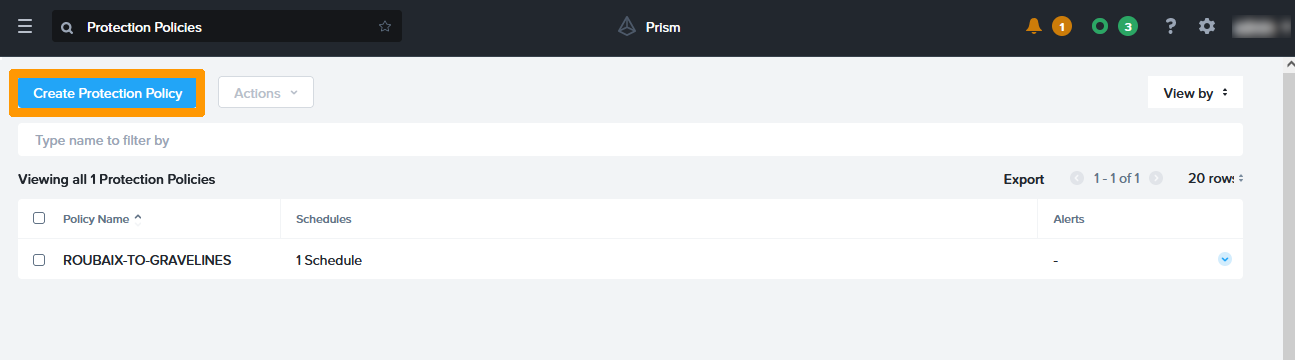 Protection Policies
Prism
1
3
?
Create Protection Policy
Actions
View by
Type name to filter by
Viewing all 1 Protection Policies
Export
1 - 1 of 1
20 rows
Policy Name
Schedules
Alerts
ROUBAIX-TO-GRAVELINES
1 Schedule
-